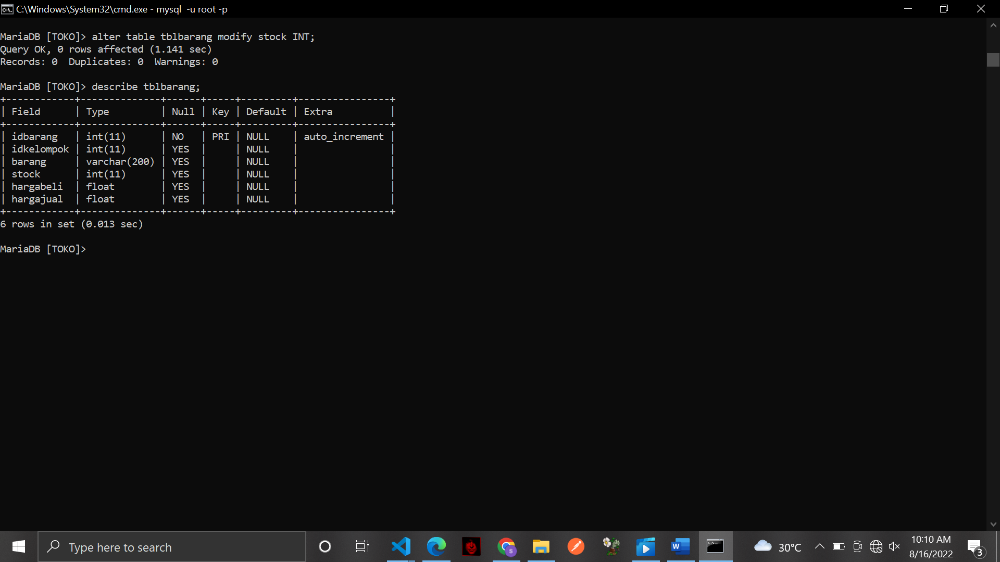 C:\Windows\System32\cmd.exe - mysql  -u root -p
MariaDB [TOKO]> alter table tblbarang modify stock INT;
Query OK, 0 rows affected (1.141 sec)
Records: 0  Duplicates: 0  Warnings: 0
MariaDB [TOKO]> describe tblbarang;
+------------+--------------+------+-----+---------+----------------+
| Field      | Type         | Null | Key | Default | Extra          |
+------------+--------------+------+-----+---------+----------------+
| idbarang   | int(11)      | NO   | PRI | NULL    | auto_increment |
| idkelompok | int(11)      | YES  |     | NULL    |                |
| barang     | varchar(200) | YES  |     | NULL    |                |
| stock      | int(11)      | YES  |     | NULL    |                |
| hargabeli  | float        | YES  |     | NULL    |                |
| hargajual  | float        | YES  |     | NULL    |                |
+------------+--------------+------+-----+---------+----------------+
6 rows in set (0.013 sec)
MariaDB [TOKO]>
Type here to search
30°C
10:10 AM
8/16/2022
3